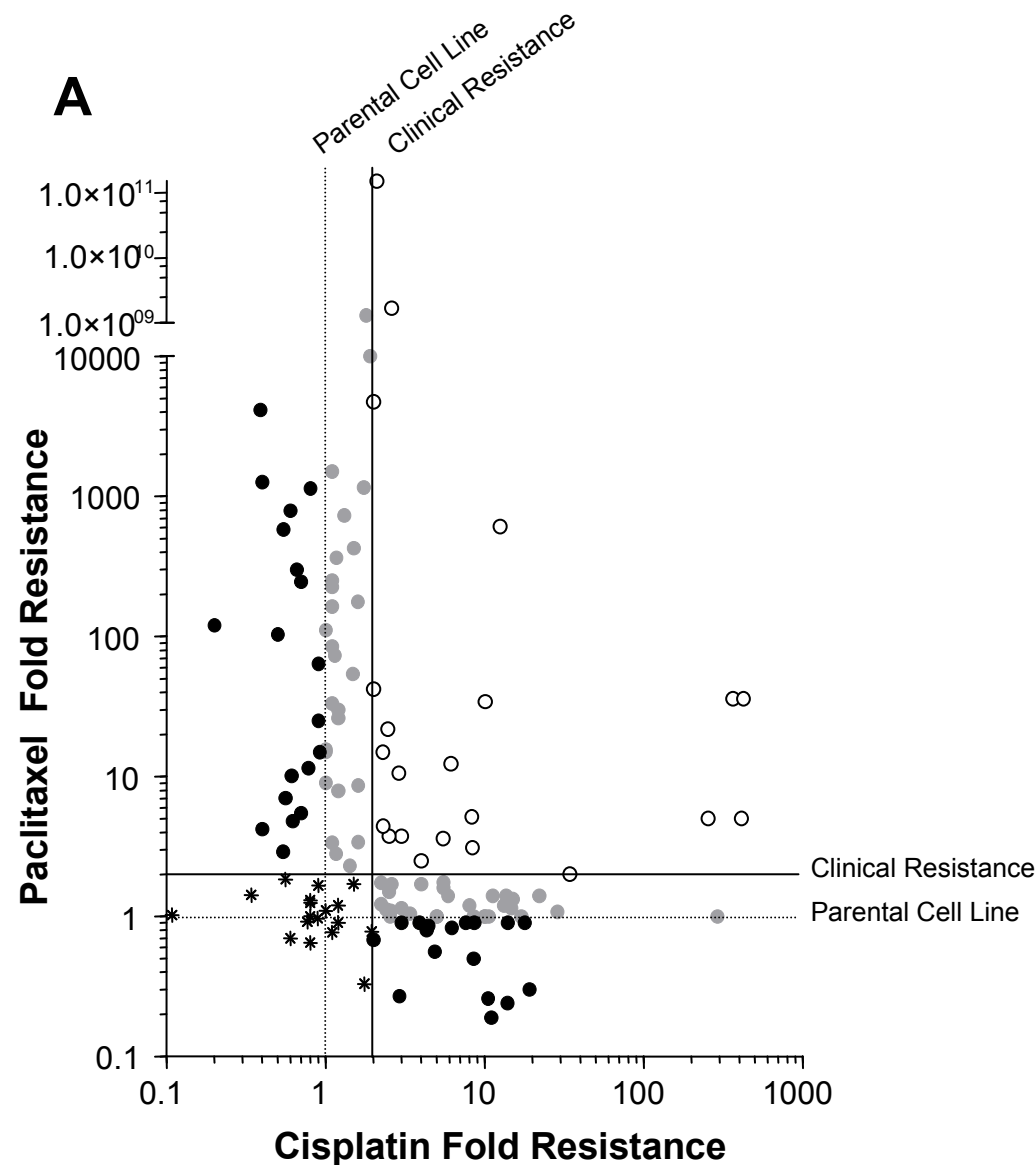 A
Parental Cell Line
Clinical Resistance
1.0×10¹¹
1.0×10¹⁰
1.0×10⁰⁹
10000
1000
100
10
1
0.1
Paclitaxel Fold Resistance
Clinical Resistance
Parental Cell Line
0.1 1 10 100 1000
Cisplatin Fold Resistance